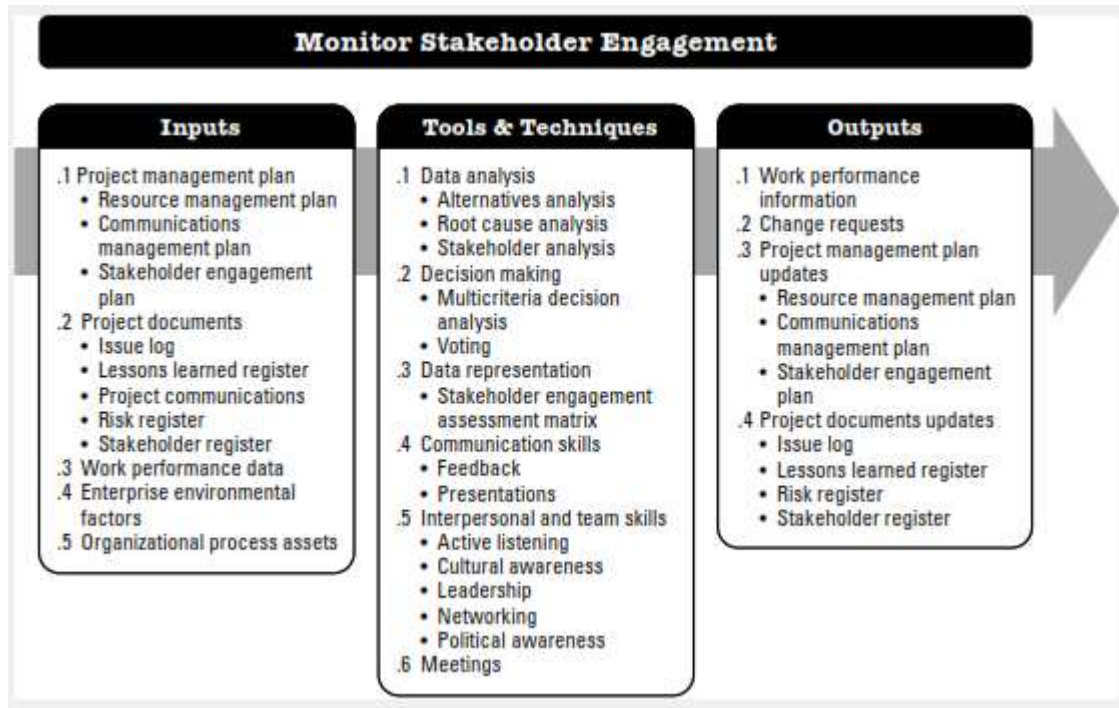 Monitor Stakeholder Engagement
Inputs
.1 Project management plan
• Resource management plan
• Communications
management plan
• Stakeholder engagement
plan
.2 Project documents
• Issue log
• Lessons learned register
• Project communications
• Risk register
• Stakeholder register
.3 Work performance data
.4 Enterprise environmental
factors
.5 Organizational process assets
Tools & Techniques
.1 Data analysis
• Alternatives analysis
• Root cause analysis
• Stakeholder analysis
.2 Decision making
• Multicriteria decision
analysis
• Voting
.3 Data representation
• Stakeholder engagement
assessment matrix
.4 Communication skills
• Feedback
• Presentations
.5 Interpersonal and team skills
• Active listening
• Cultural awareness
• Leadership
• Networking
• Political awareness
.6 Meetings
Outputs
.1 Work performance
information
.2 Change requests
.3 Project management plan
updates
• Resource management plan
• Communications
management plan
• Stakeholder engagement
plan
.4 Project documents updates
• Issue log
• Lessons learned register
• Risk register
• Stakeholder register